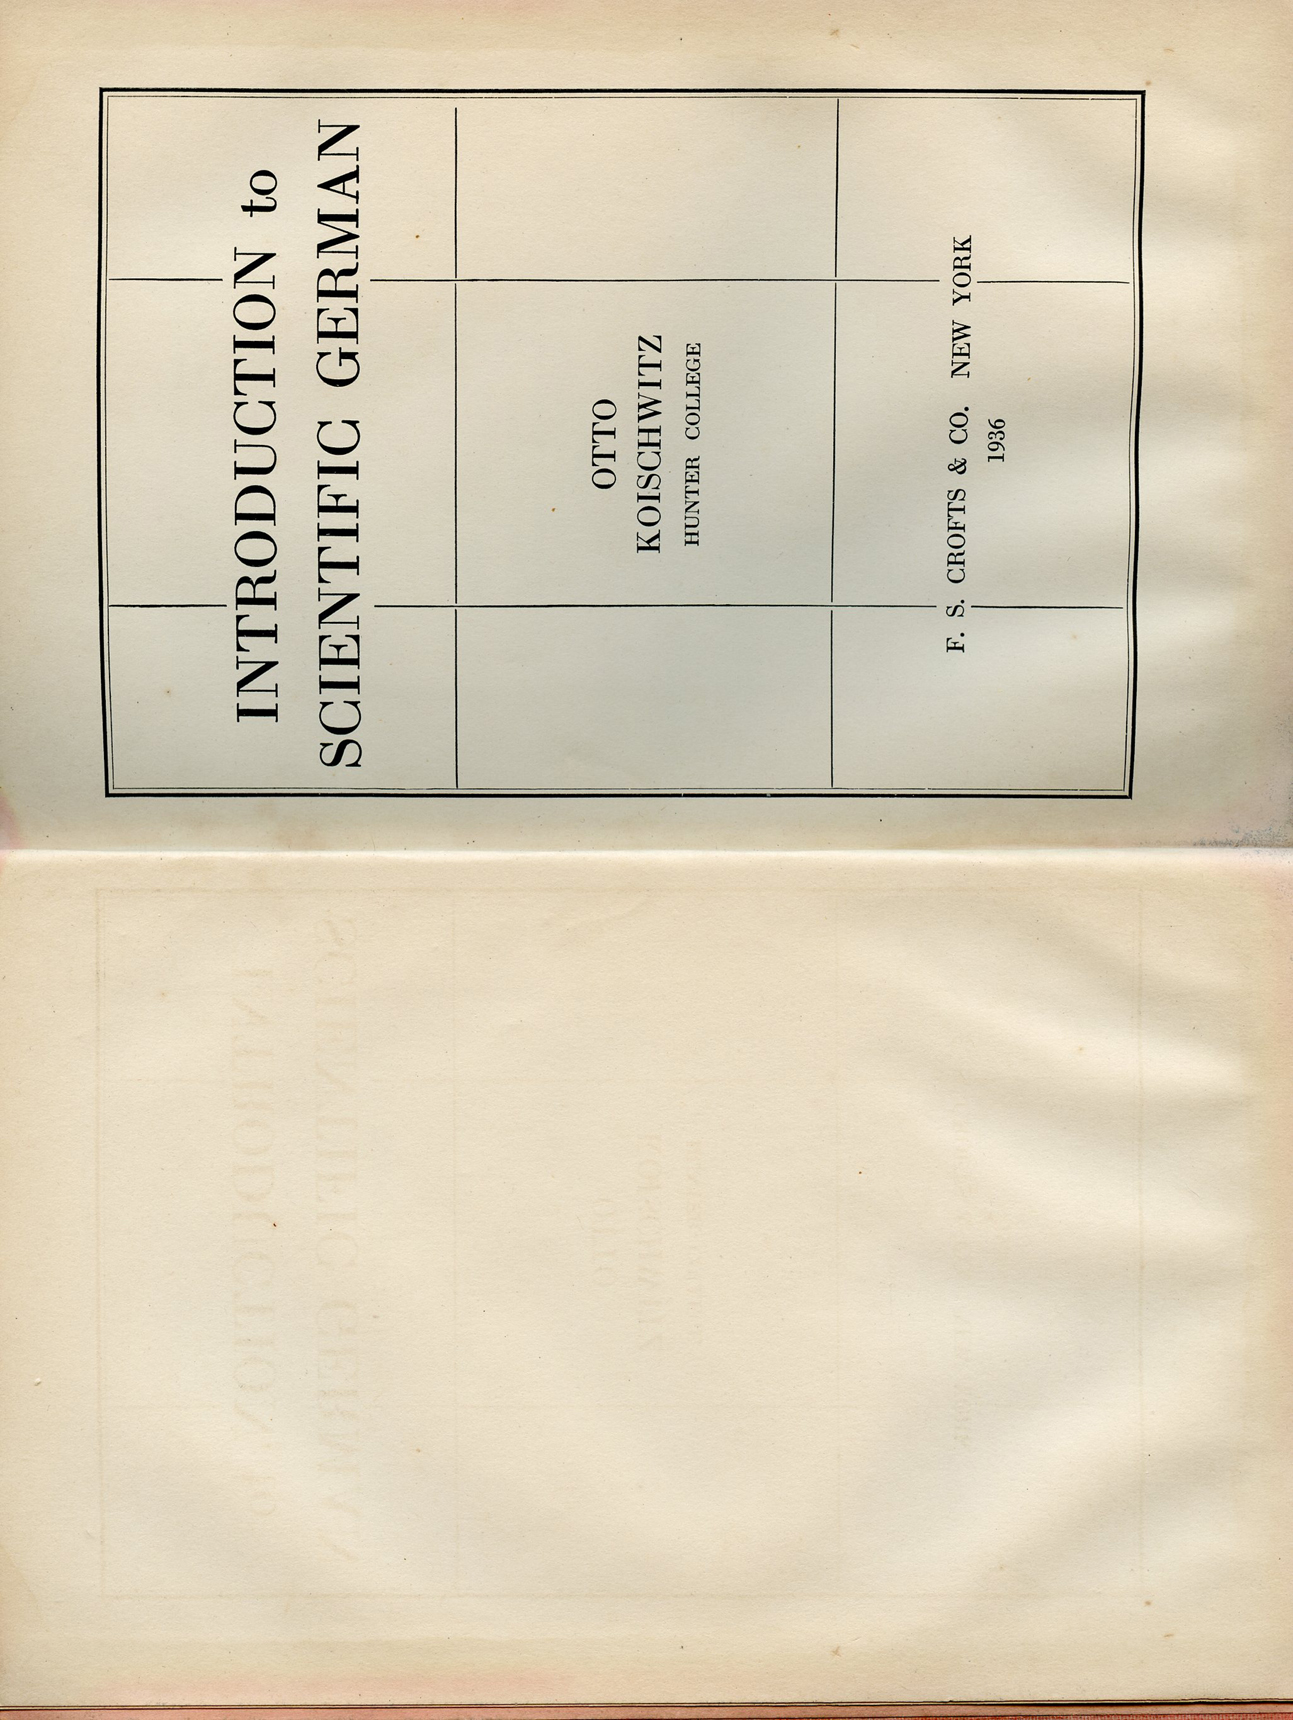 INTRODUCTION to
SCIENTIFIC GERMAN
OTTO
KOISCHWITZ
HUNTER COLLEGE
F. S. CROFTS & CO. NEW YORK
1936